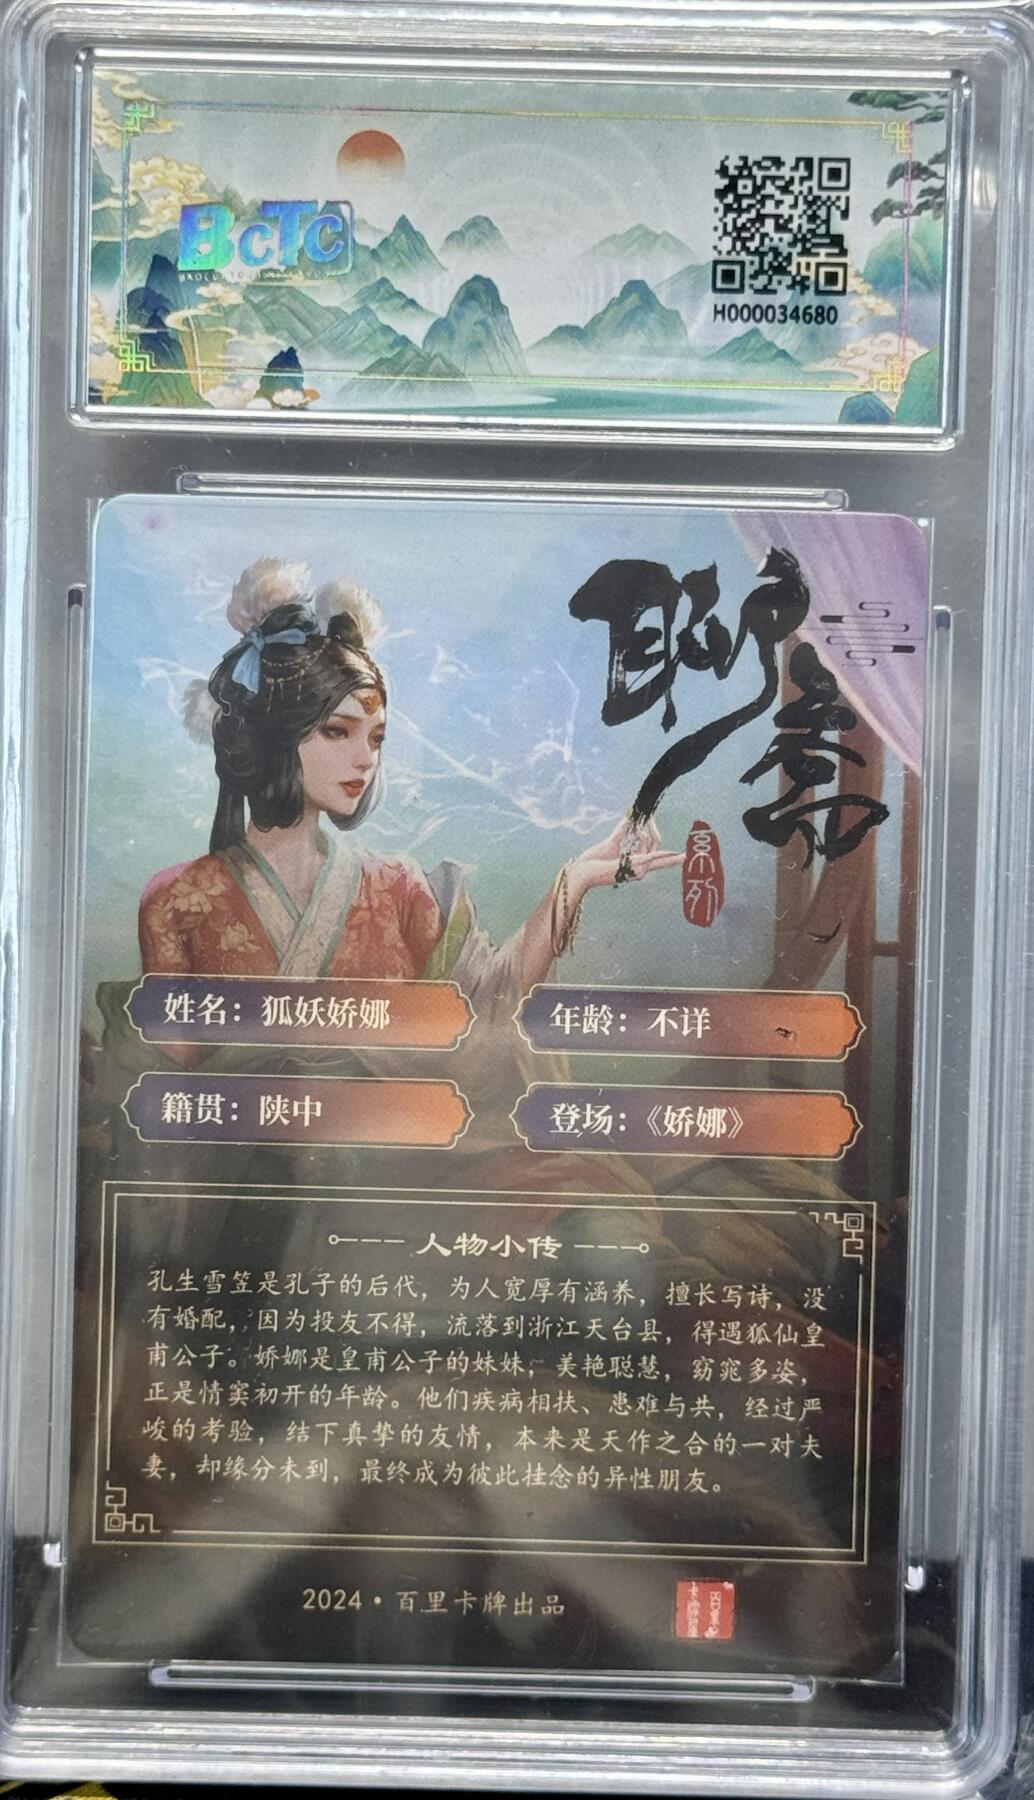 BcTc
H000034680
聊斋
系列
姓名：狐妖娇娜
年龄：不详
籍贯：陕中
登场：《娇娜》
人物小传
孔生雪笠是孔子的后代，为人宽厚有涵养，擅长写诗，没
有婚配，因为投友不得，流落到浙江天台县，得遇狐仙皇
甫公子。娇娜是皇甫公子的妹妹，美艳聪慧，窈窕多姿，
正是情窦初开的年龄。他们疾病相扶、患难与共，经过严
峻的考验，结下真挚的友情，本来是天作之合的一对夫
妻，却缘分未到，最终成为彼此挂念的异性朋友。
2024·百里卡牌出品